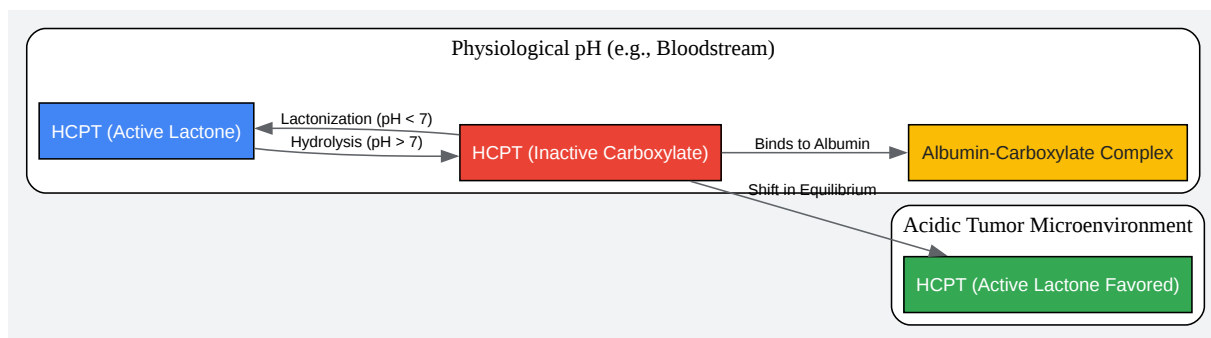 Physiological pH (e.g., Bloodstream)
HCPT (Active Lactone)
Lactonization (pH < 7)
Hydrolysis (pH > 7)
HCPT (Inactive Carboxylate)
Binds to Albumin
Albumin-Carboxylate Complex
Shift in Equilibrium
Acidic Tumor Microenvironment
HCPT (Active Lactone Favored)